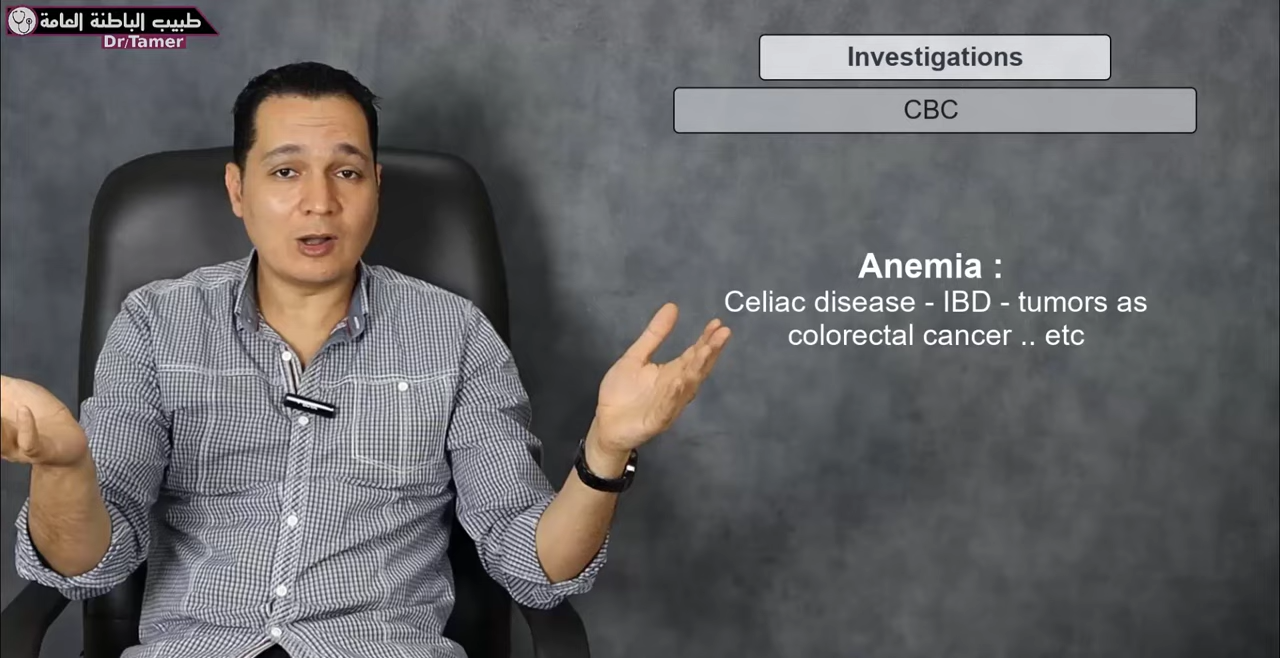 طبيب الباطنة العامة
Dr/Tamer
Investigations
CBC
Anemia :
Celiac disease - IBD - tumors as
colorectal cancer .. etc